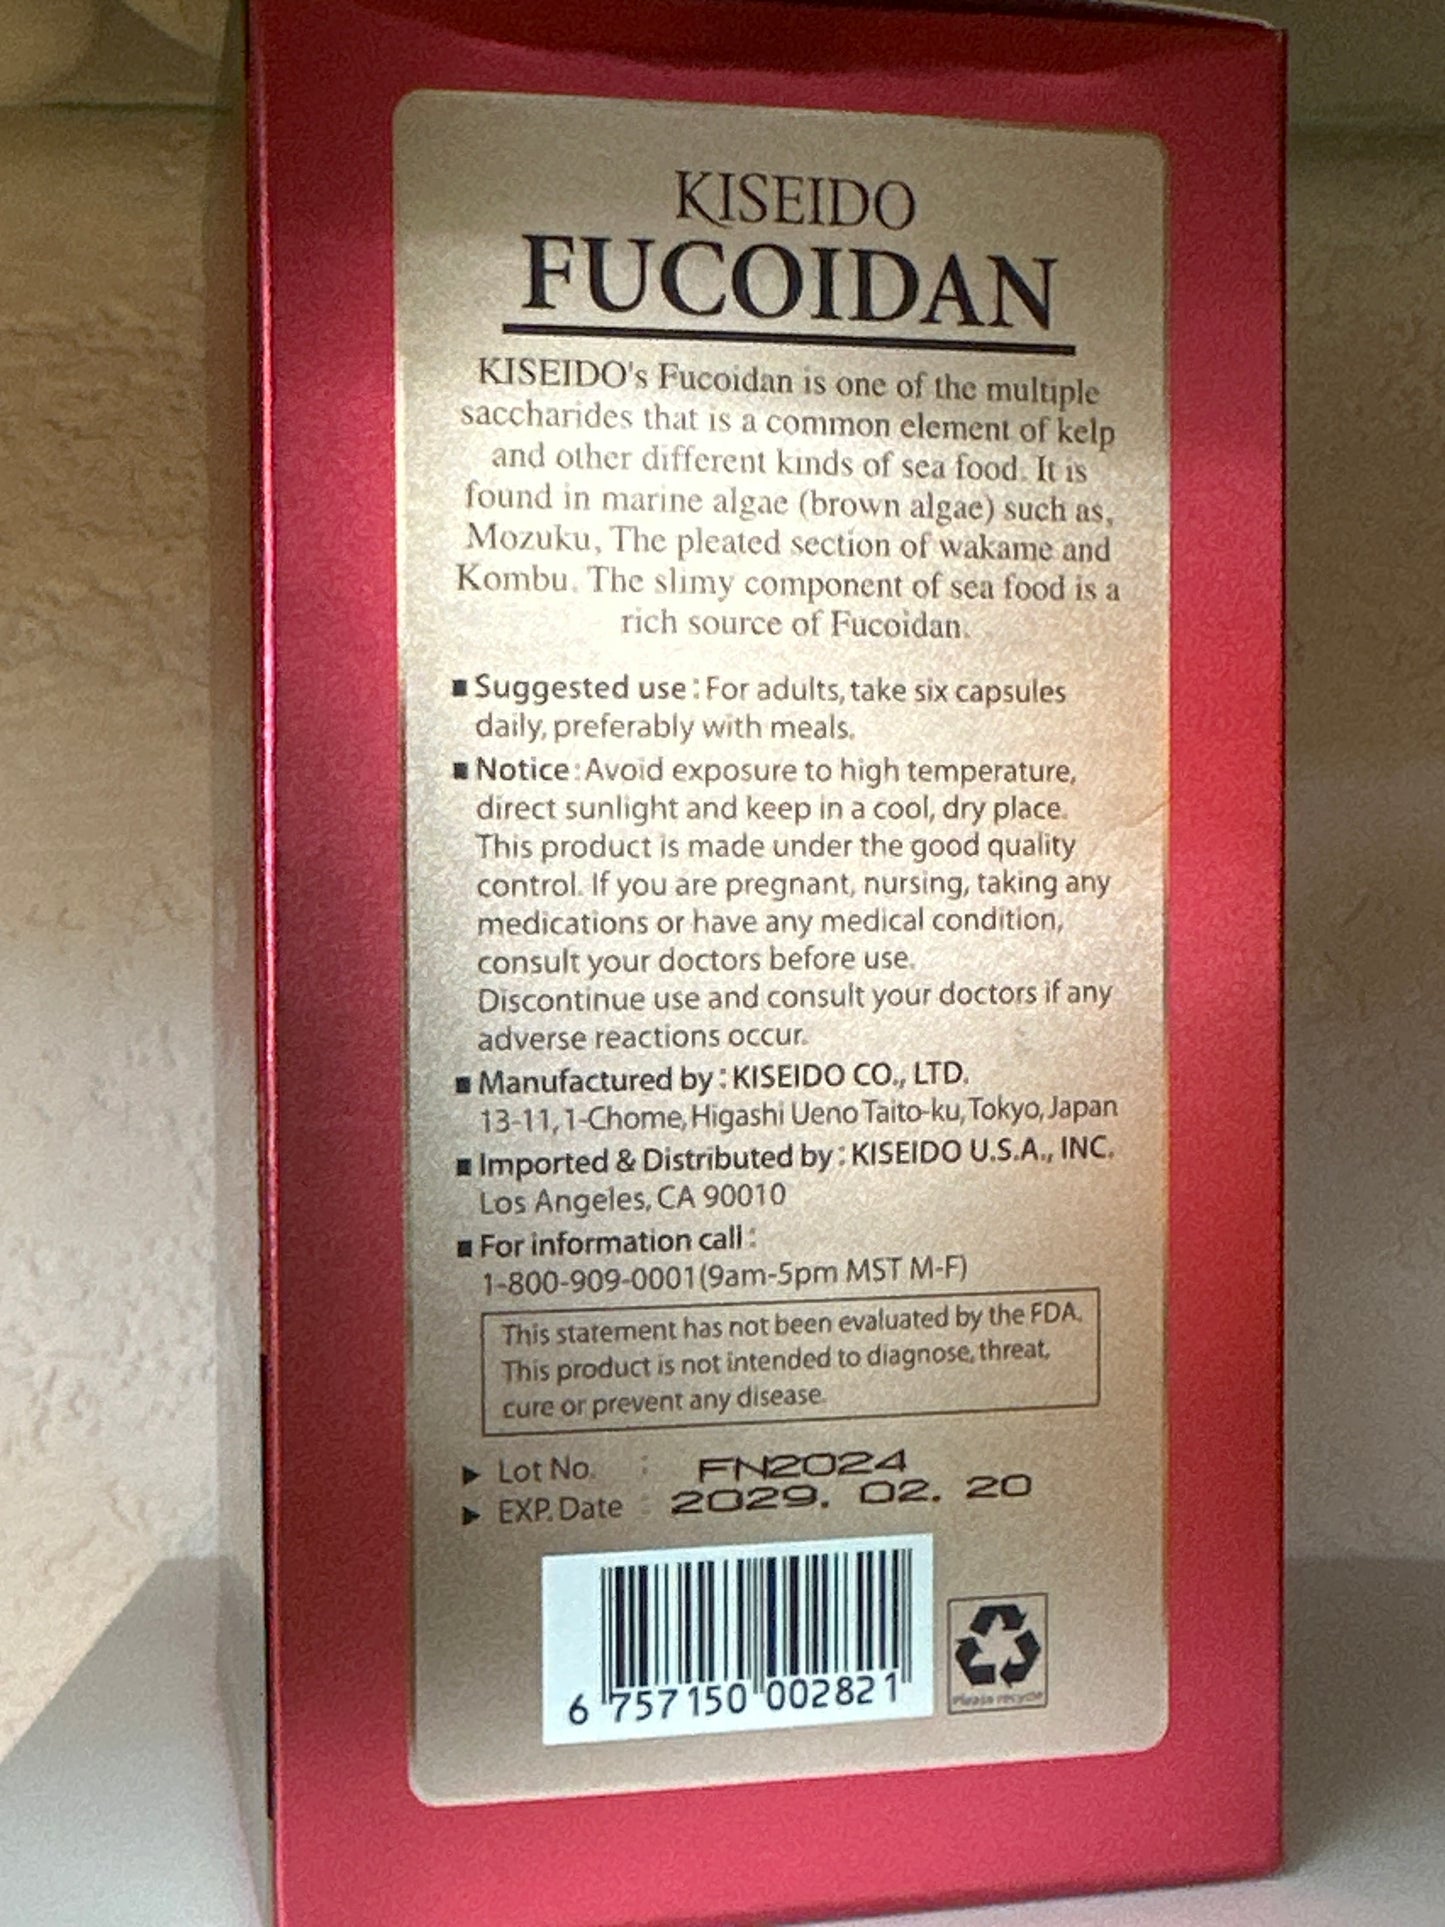 KISEIDO
FUCOIDAN
KISEIDO's Fucoidan is one of the multiple
saccharides that is a common element of kelp
and other different kinds of sea food. It is
found in marine algae (brown algae) such as,
Mozuku, The pleated section of wakame and
Kombu. The slimy component of sea food is a
rich source of Fucoidan.
■ Suggested use : For adults, take six capsules
daily, preferably with meals.
■ Notice : Avoid exposure to high temperature,
direct sunlight and keep in a cool, dry place.
This product is made under the good quality
control. If you are pregnant, nursing, taking any
medications or have any medical condition,
consult your doctors before use.
Discontinue use and consult your doctors if any
adverse reactions occur.
■ Manufactured by : KISEIDO CO., LTD.
13-11, 1-Chome, Higashi Ueno Taito-ku, Tokyo, Japan
■ Imported & Distributed by : KISEIDO U.S.A., INC.
Los Angeles, CA 90010
■ For information call :
1-800-909-0001 (9am-5pm MST M-F)
This statement has not been evaluated by the FDA.
This product is not intended to diagnose, threat,
cure or prevent any disease.
▶ Lot No. : FN2024
▶ EXP. Date : 2029. 02. 20
6 757150 002821
Please recycle